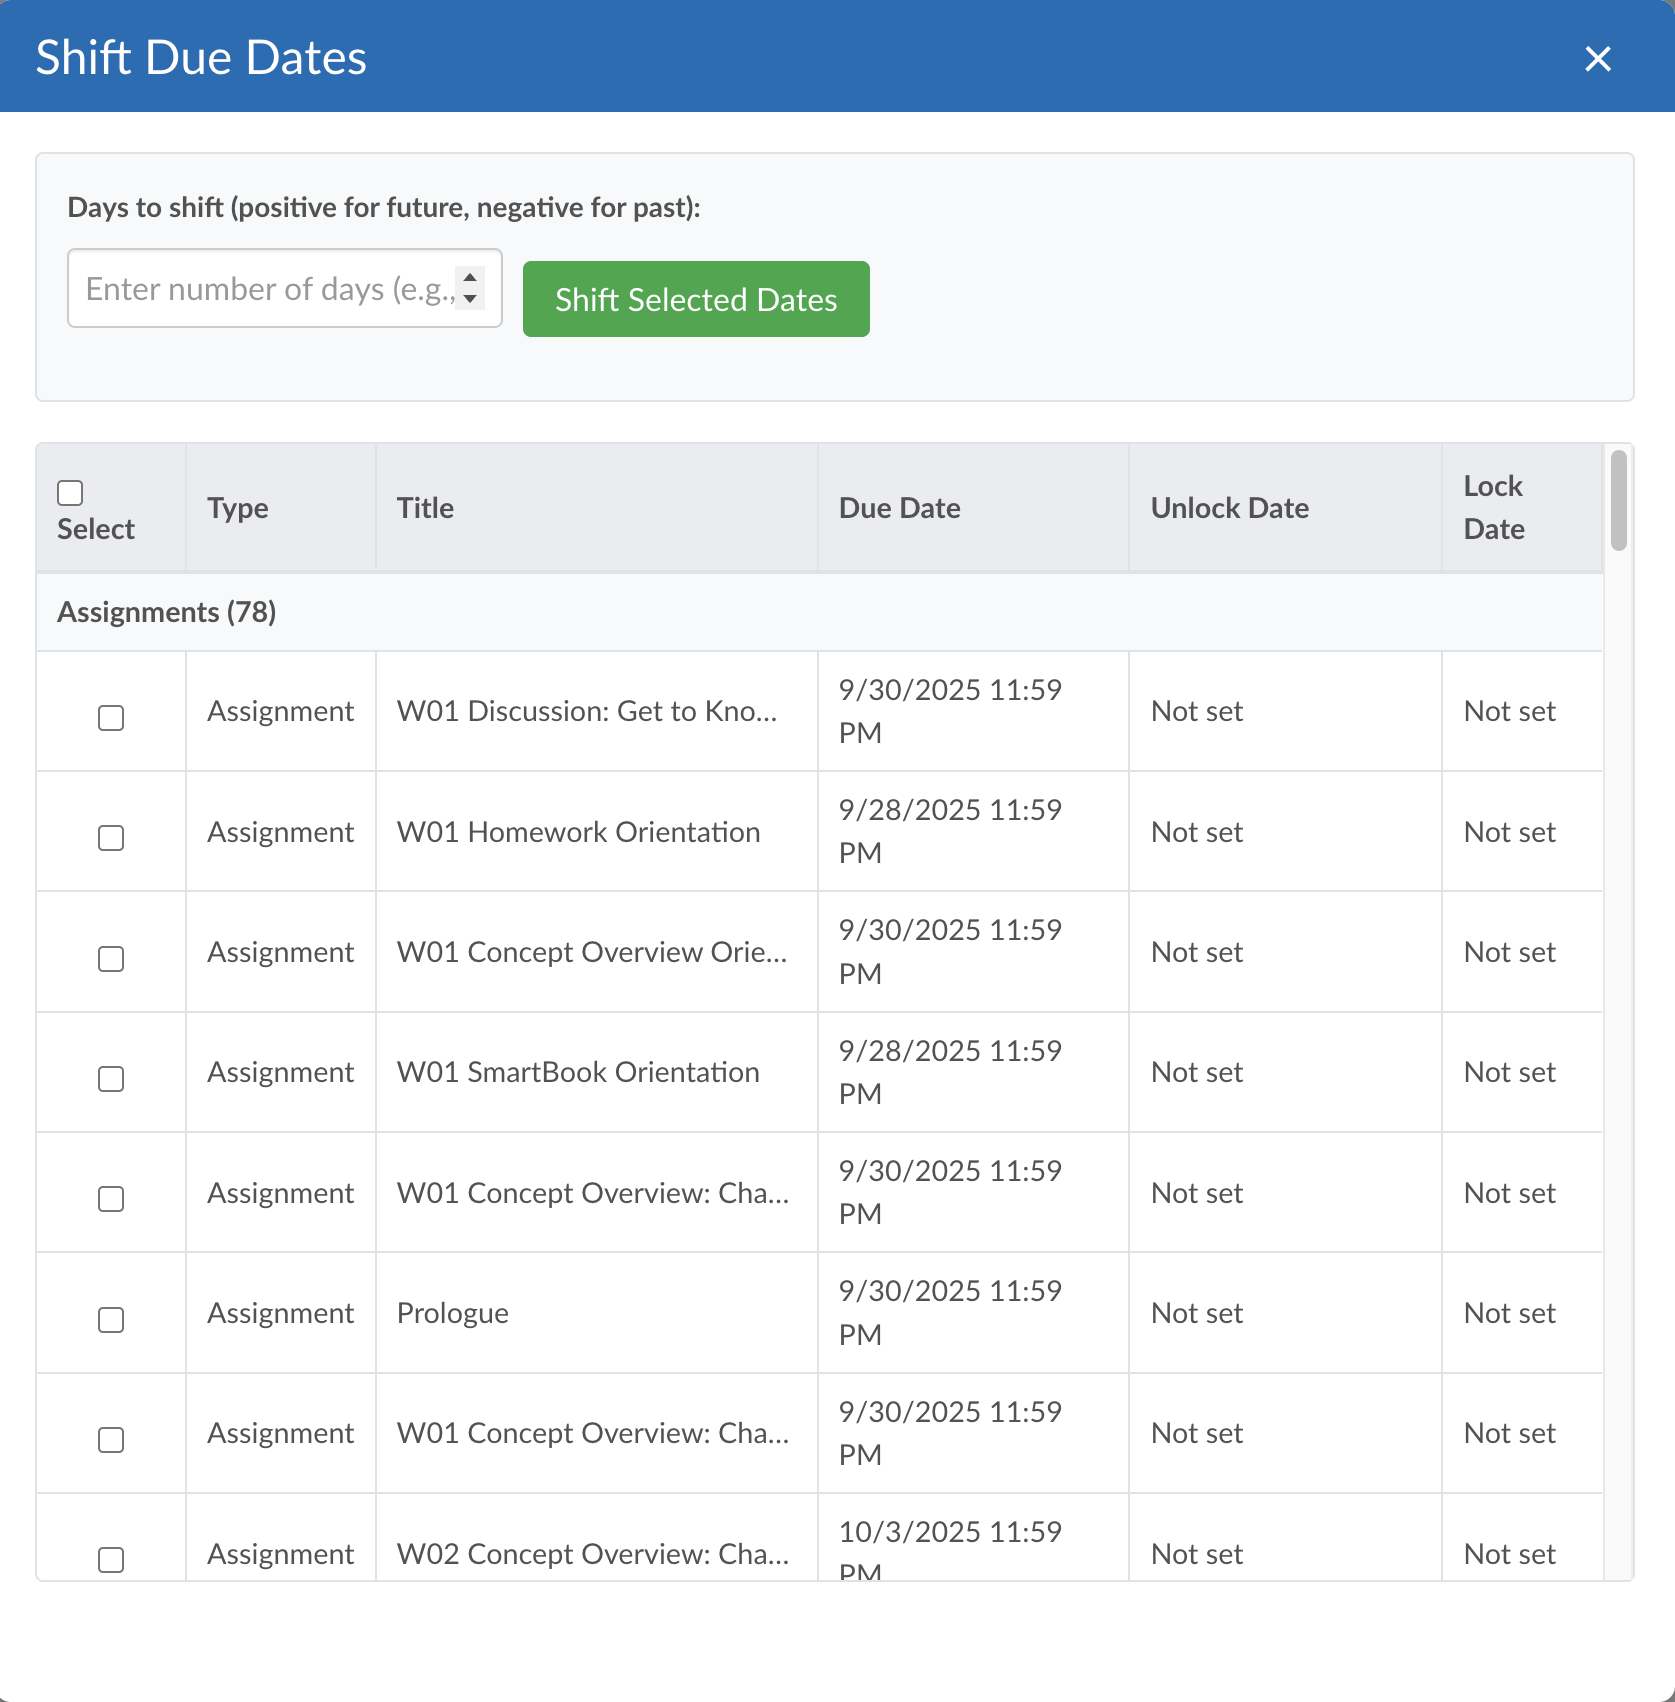 Shift Due Dates
Days to shift (positive for future, negative for past):
Enter number of days (e.g.,
Shift Selected Dates
Select
Type
Title
Due Date
Unlock Date
Lock
Date
Assignments (78)
Assignment
W01 Discussion: Get to Kno...
9/30/2025 11:59
PM
Not set
Not set
Assignment
W01 Homework Orientation
9/28/2025 11:59
PM
Not set
Not set
Assignment
W01 Concept Overview Orie...
9/30/2025 11:59
PM
Not set
Not set
Assignment
W01 SmartBook Orientation
9/28/2025 11:59
PM
Not set
Not set
Assignment
W01 Concept Overview: Cha...
9/30/2025 11:59
PM
Not set
Not set
Assignment
Prologue
9/30/2025 11:59
PM
Not set
Not set
Assignment
W01 Concept Overview: Cha...
9/30/2025 11:59
PM
Not set
Not set
Assignment
W02 Concept Overview: Cha...
10/3/2025 11:59
PM
Not set
Not set